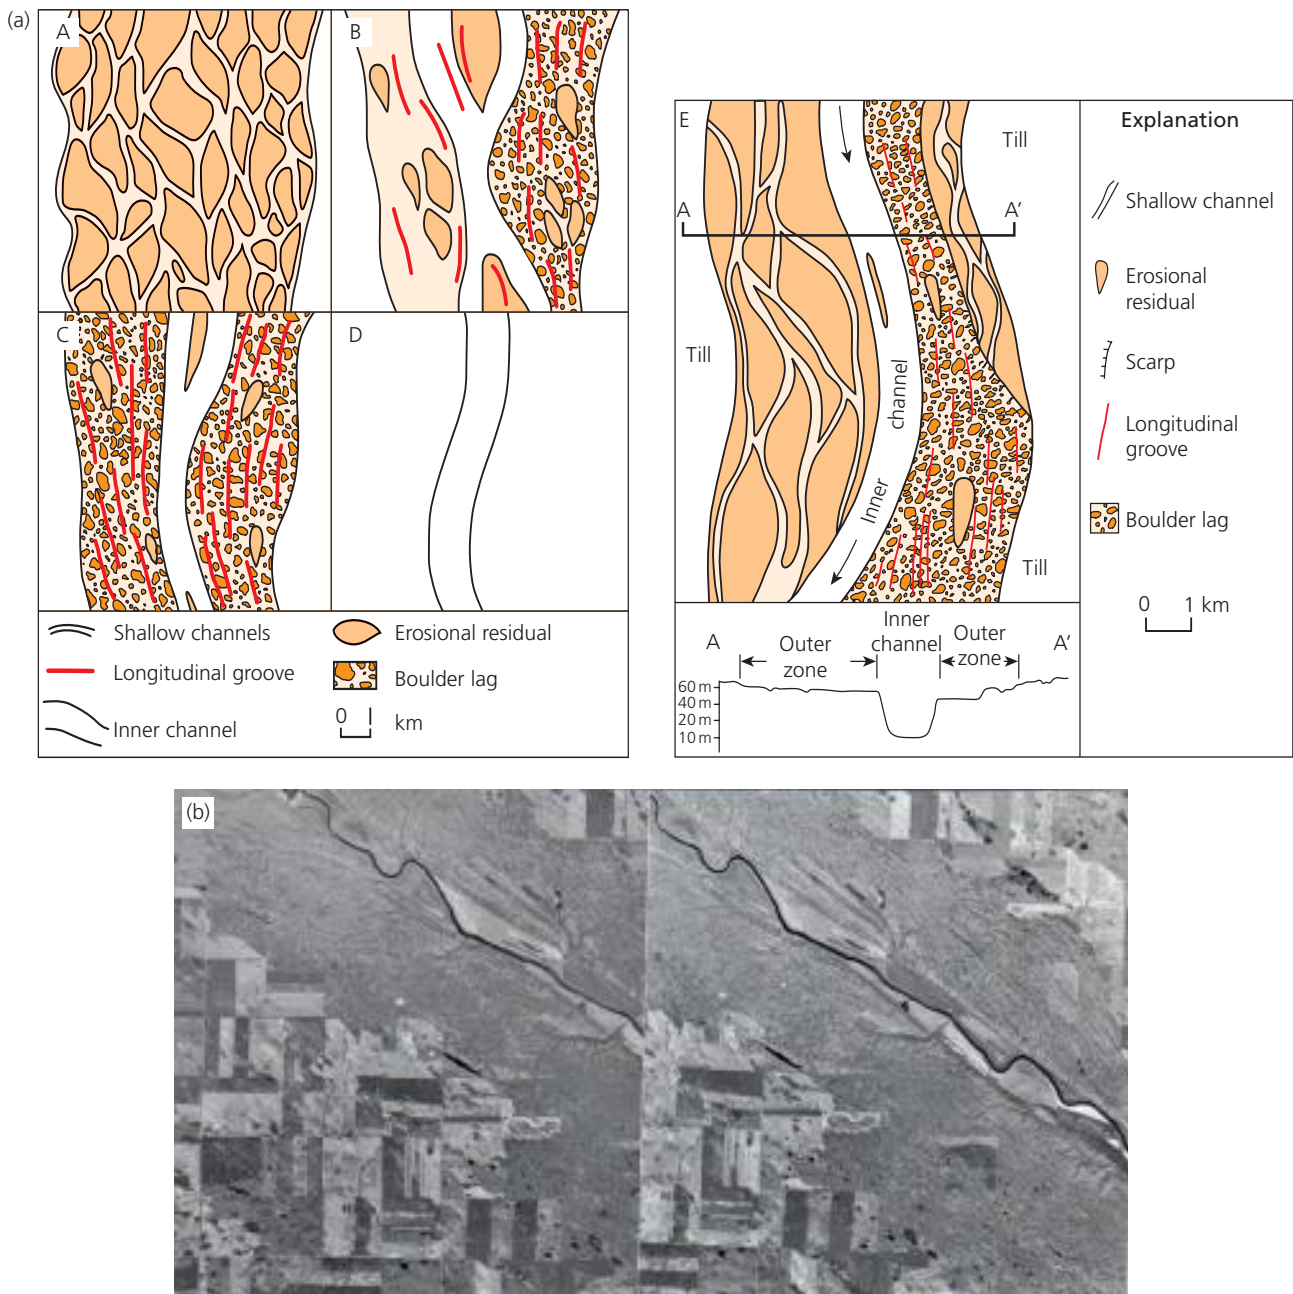 (a)
A
B
C
D
Shallow channels
Longitudinal groove
Inner channel
Erosional residual
Boulder lag
0 1
km
E
Till
A
A′
Till
Inner
channel
Till
Explanation
Shallow channel
Erosional
residual
Scarp
Longitudinal
groove
Boulder lag
0 1 km
A
Outer
zone
Inner
channel
Outer
zone
A′
60 m
40 m
20 m
10 m
(b)